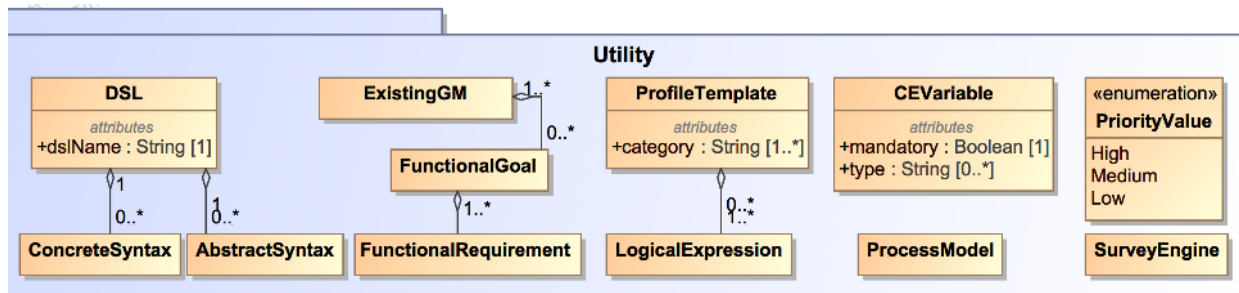 Utility
DSL
attributes
+dslName : String [1]
1
0..*
1
0..*
ConcreteSyntax
AbstractSyntax
ExistingGM
1..*
0..*
FunctionalGoal
1..*
FunctionalRequirement
ProfileTemplate
attributes
+category : String [1..*]
0..*
1..*
LogicalExpression
CEVariable
attributes
+mandatory : Boolean [1]
+type : String [0..*]
ProcessModel
«enumeration»
PriorityValue
High
Medium
Low
SurveyEngine